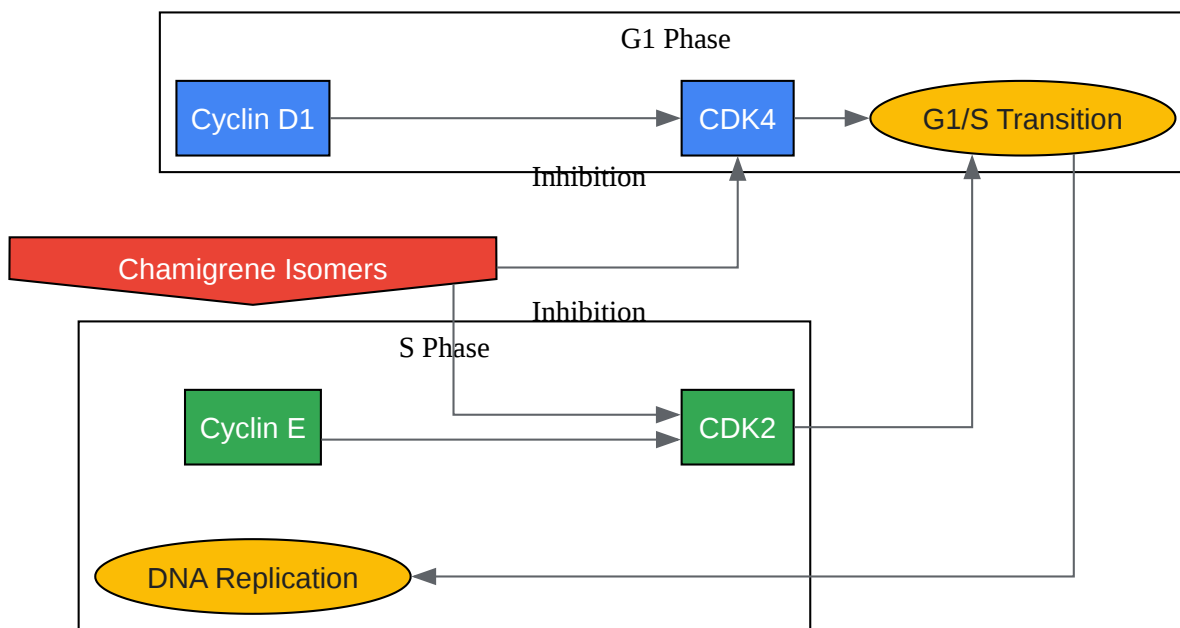 G1 Phase
Cyclin D1
CDK4
G1/S Transition
Inhibition
Chamigrene Isomers
Inhibition
S Phase
Cyclin E
CDK2
DNA Replication